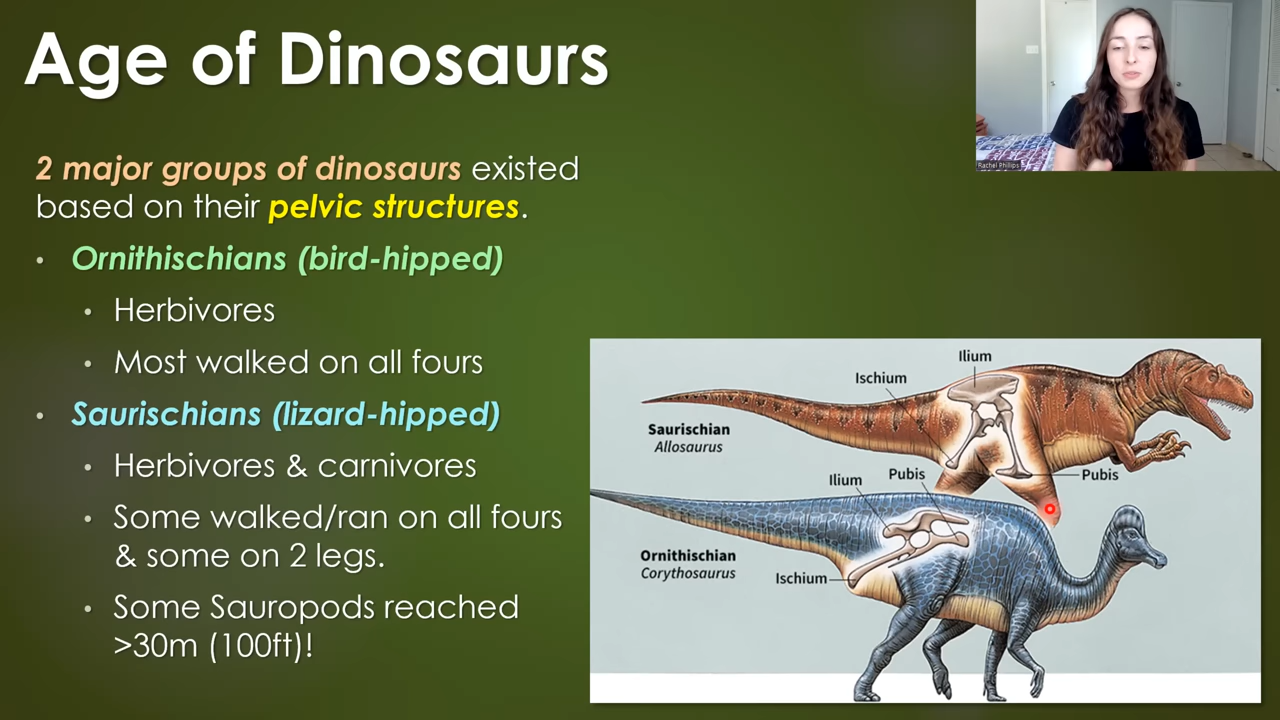 Age of Dinosaurs
Rachel Phillips
2 major groups of dinosaurs existed
based on their pelvic structures.
• Ornithischians (bird-hipped)
• Herbivores
• Most walked on all fours
• Saurischians (lizard-hipped)
• Herbivores & carnivores
• Some walked/ran on all fours
& some on 2 legs.
• Some Sauropods reached
>30m (100ft)!
Ilium
Ischium
Saurischian
Allosaurus
Pubis
Ilium
Pubis
Ornithischian
Corythosaurus
Ischium